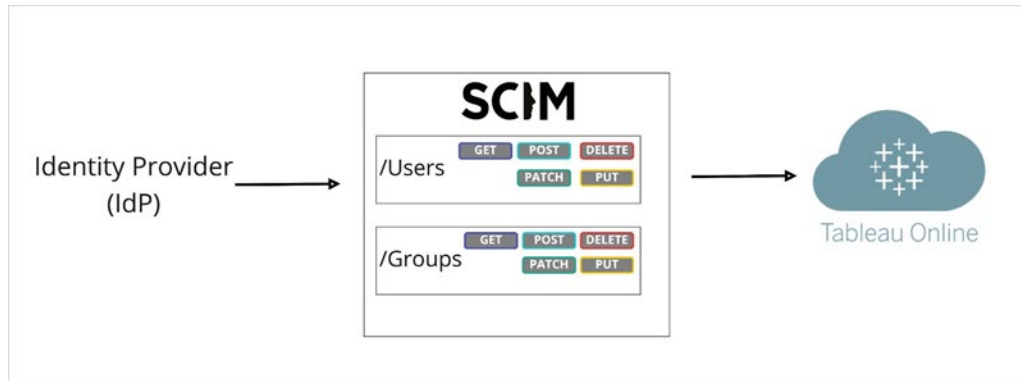 Identity Provider
(IdP)
SCIM
/Users
GET POST DELETE
PATCH PUT
/Groups
GET POST DELETE
PATCH PUT
Tableau Online